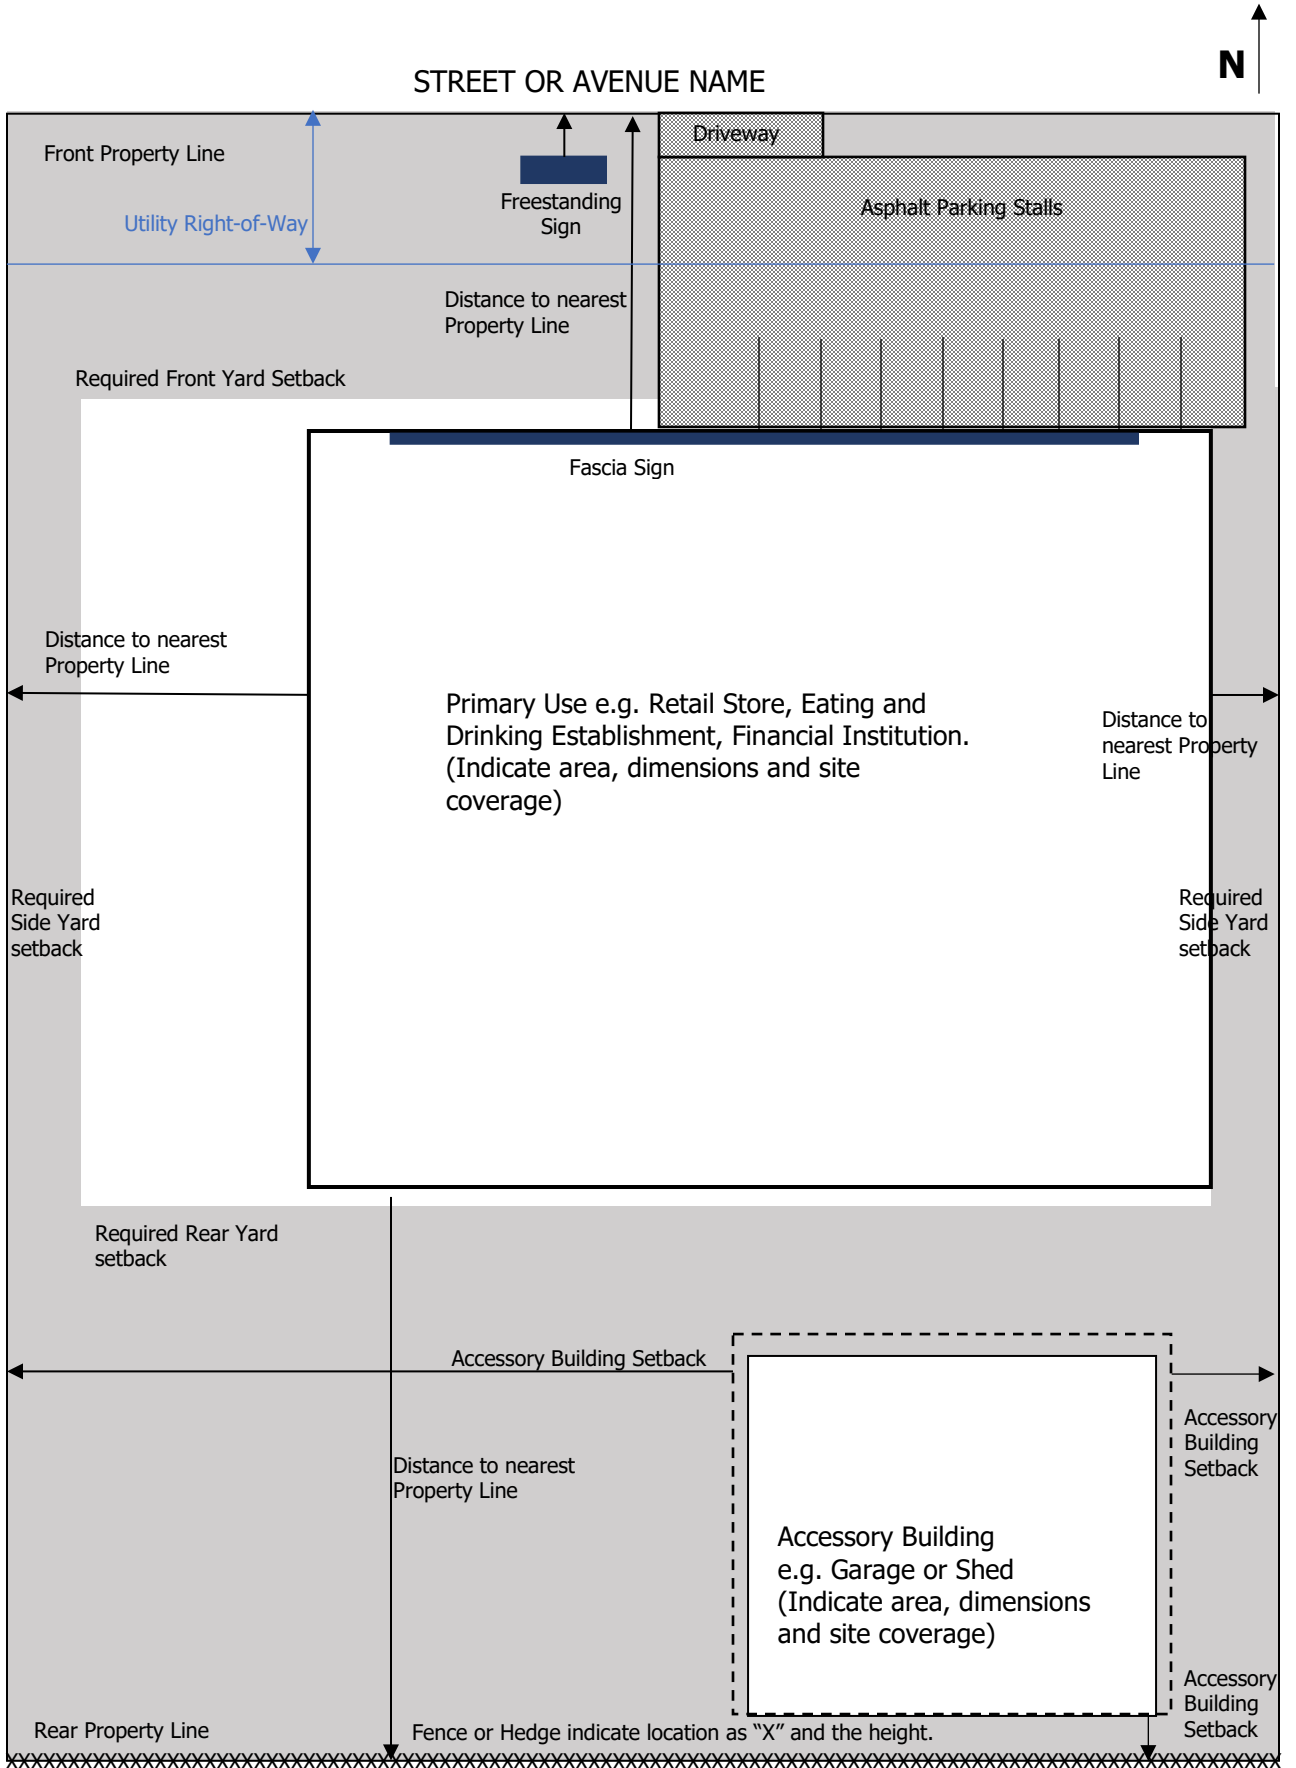 N
STREET OR AVENUE NAME
Driveway
Front Property Line
Freestanding
Sign
Asphalt Parking Stalls
Utility Right-of-Way
Distance to nearest
Property Line
Required Front Yard Setback
Fascia Sign
Distance to nearest
Property Line
Primary Use e.g. Retail Store, Eating and
Drinking Establishment, Financial Institution.
(Indicate area, dimensions and site
coverage)
Distance to
nearest Property
Line
Required
Side Yard
setback
Required
Side Yard
setback
Required Rear Yard
setback
Accessory Building Setback
Accessory
Building
Setback
Distance to nearest
Property Line
Accessory Building
e.g. Garage or Shed
(Indicate area, dimensions
and site coverage)
Accessory
Building
Setback
Rear Property Line
Fence or Hedge indicate location as “X” and the height.